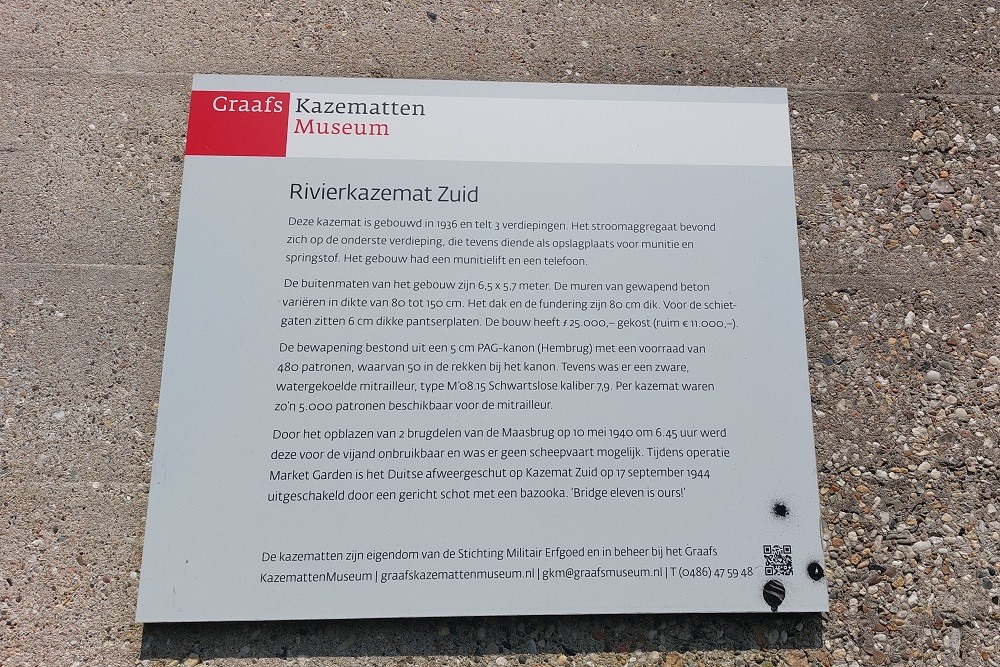 Graafs Kazematten
Museum
Rivierkazemat Zuid
Deze kazemat is gebouwd in 1936 en telt 3 verdiepingen. Het stroomaggregaat bevond
zich op de onderste verdieping, die tevens diende als opslagplaats voor munitie en
springstof. Het gebouw had een munitielift en een telefoon.
De buitenmaten van het gebouw zijn 6,5 x 5,7 meter. De muren van gewapend beton
variëren in dikte van 80 tot 150 cm. Het dak en de fundering zijn 80 cm dik. Voor de schiet-
gaten zitten 6 cm dikke pantserplaten. De bouw heeft ƒ 25.000,– gekost (ruim € 11.000,–).
De bewapening bestond uit een 5 cm PAG-kanon (Hembrug) met een voorraad van
480 patronen, waarvan 50 in de rekken bij het kanon. Tevens was er een zware,
watergekoelde mitrailleur, type M'08.15 Schwartslose kaliber 7,9. Per kazemat waren
zo'n 5.000 patronen beschikbaar voor de mitrailleur.
Door het opblazen van 2 brugdelen van de Maasbrug op 10 mei 1940 om 6.45 uur werd
deze voor de vijand onbruikbaar en was er geen scheepvaart mogelijk. Tijdens operatie
Market Garden is het Duitse afweergeschut op Kazemat Zuid op 17 september 1944
uitgeschakeld door een gericht schot met een bazooka. 'Bridge eleven is ours!'
De kazematten zijn eigendom van de Stichting Militair Erfgoed en in beheer bij het Graafs
KazemattenMuseum | graafskazemattenmuseum.nl | gkm@graafsmuseum.nl | T (0486) 47 59 48